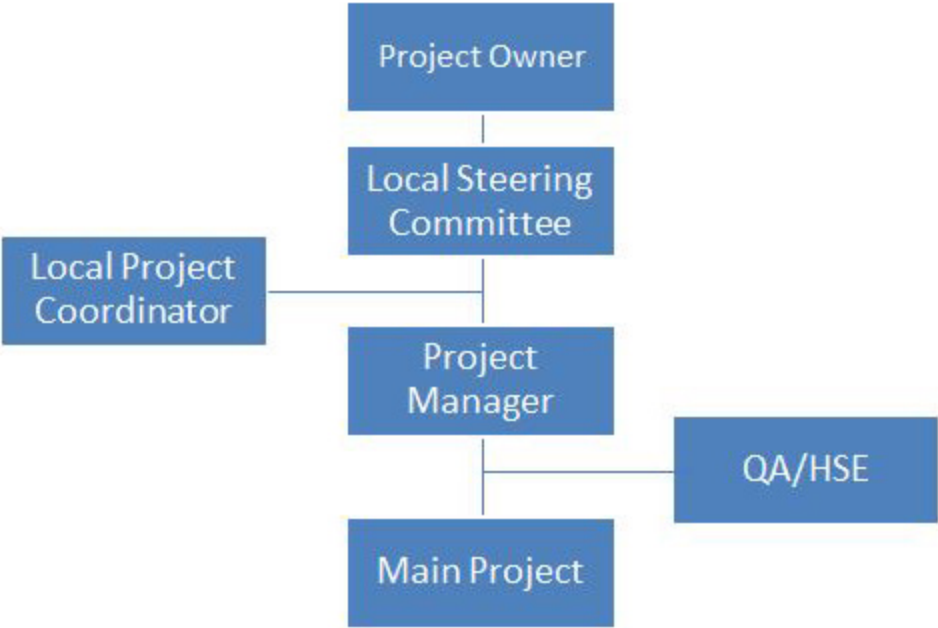 Project Owner
Local Steering
Committee
Local Project
Coordinator
Project
Manager
QA/HSE
Main Project